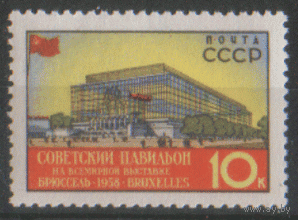 ПОЧТА
СССР
СОВЕТСКИЙ ПАВИЛЬОН
НА ВСЕМИРНОЙ ВЫСТАВКЕ
БРЮССЕЛЬ·1958·BRUXELLES
10К